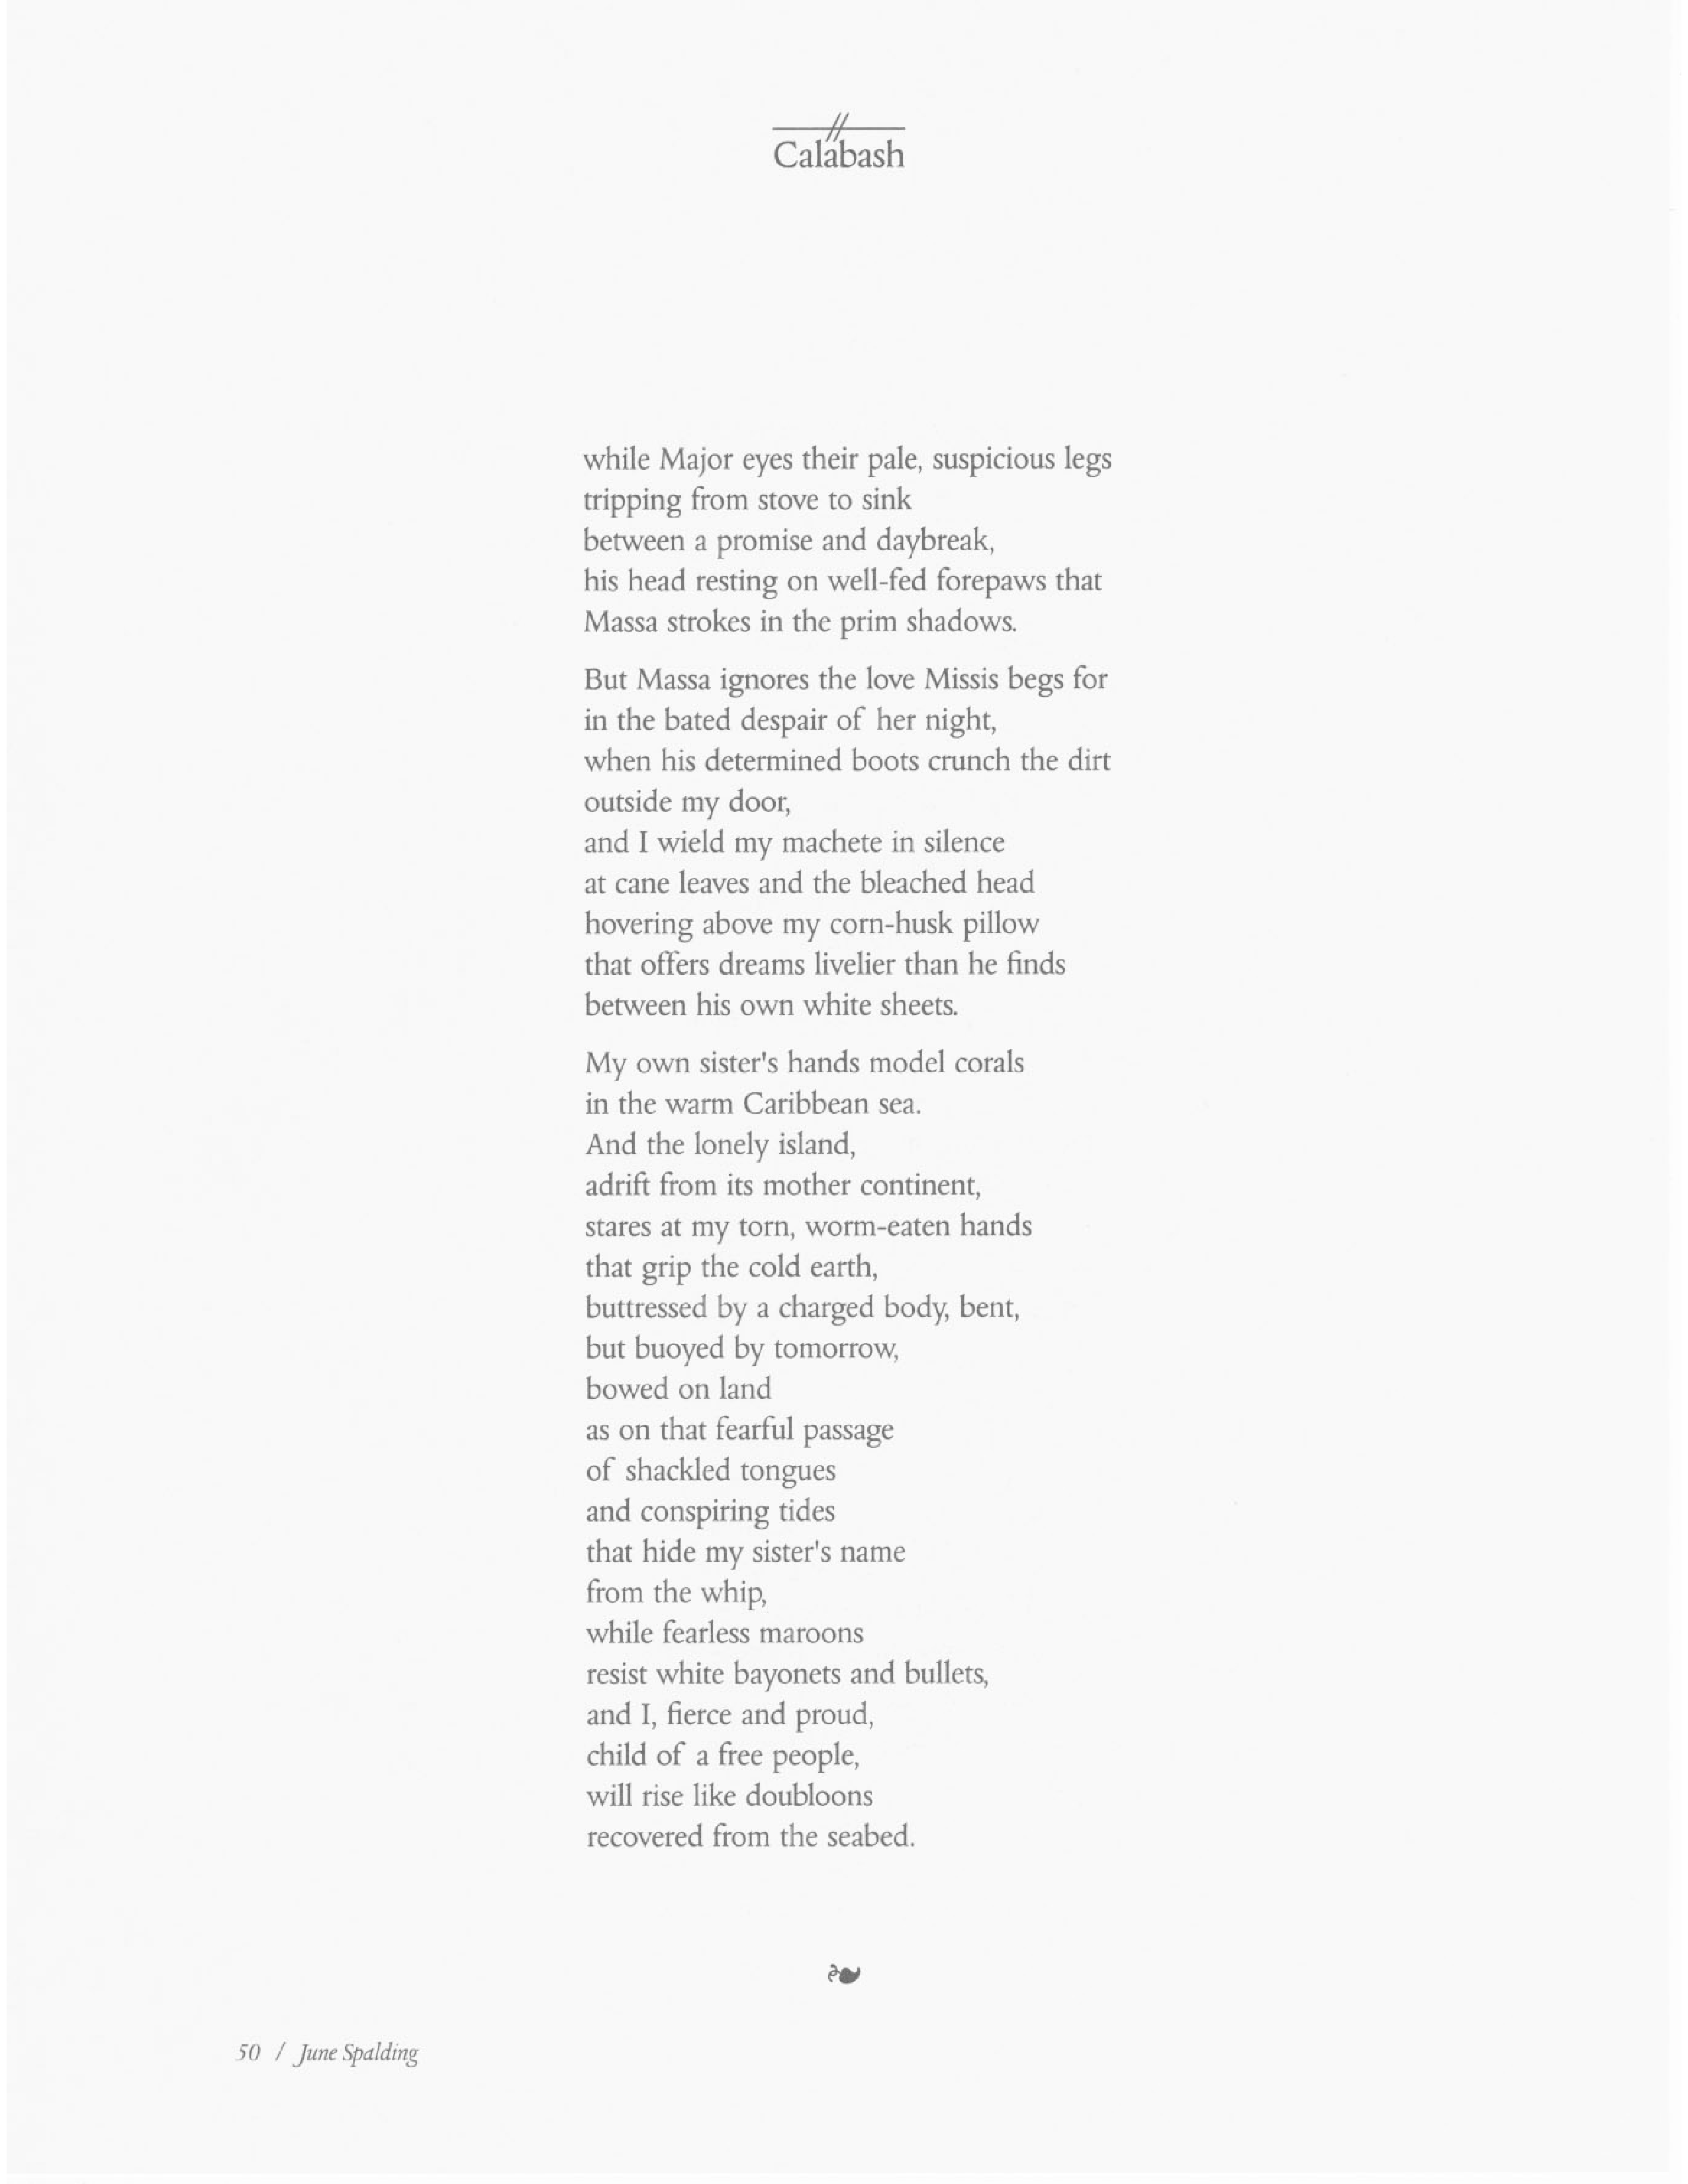 Calabash
while Major eyes their pale, suspicious legs
tripping from stove to sink
between a promise and daybreak,
his head resting on well-fed forepaws that
Massa strokes in the prim shadows.
But Massa ignores the love Missis begs for
in the bated despair of her night,
when his determined boots crunch the dirt
outside my door,
and I wield my machete in silence
at cane leaves and the bleached head
hovering above my corn-husk pillow
that offers dreams livelier than he finds
between his own white sheets.
My own sister's hands model corals
in the warm Caribbean sea.
And the lonely island,
adrift from its mother continent,
stares at my torn, worm-eaten hands
that grip the cold earth,
buttressed by a charged body, bent,
but buoyed by tomorrow,
bowed on land
as on that fearful passage
of shackled tongues
and conspiring tides
that hide my sister's name
from the whip,
while fearless maroons
resist white bayonets and bullets,
and I, fierce and proud,
child of a free people,
will rise like doubloons
recovered from the seabed.
50 / June Spalding